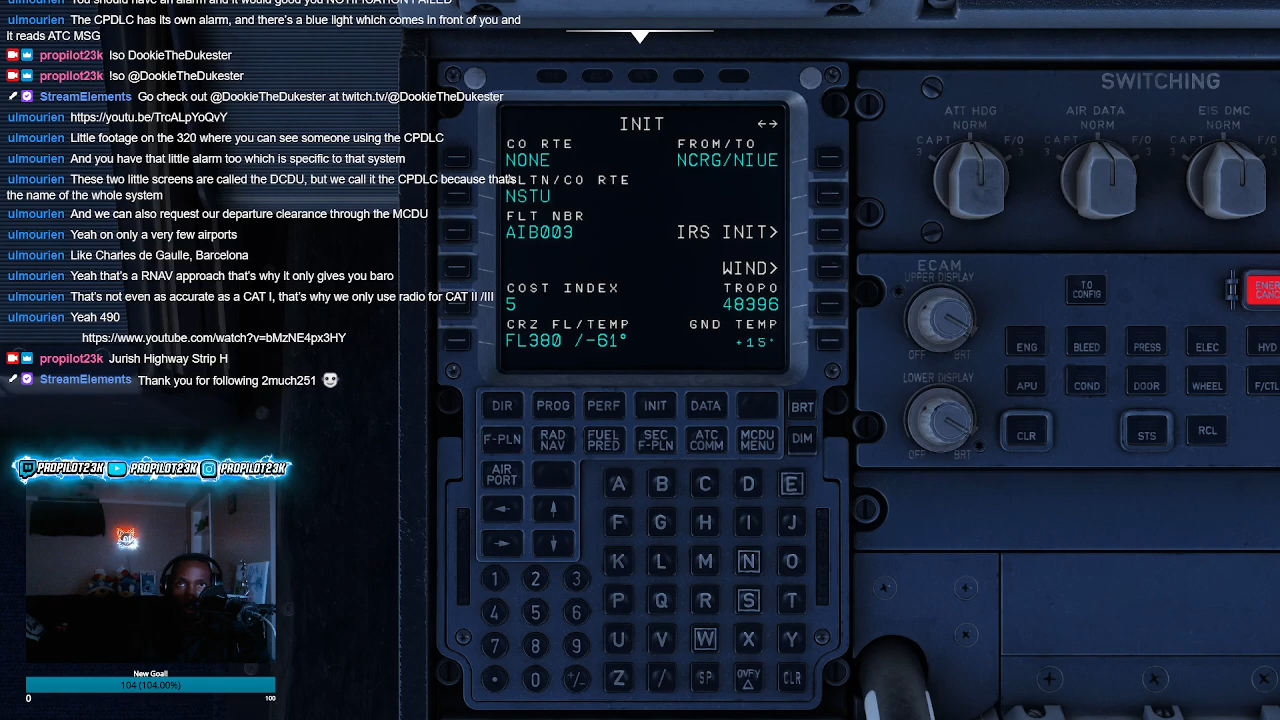 ulmourien The CPDLC has its own alarm, and there's a blue light which comes in front of you and
it reads ATC MSG
propilot23k !so DookieTheDukester
propilot23k !so @DookieTheDukester
StreamElements Go check out @DookieTheDukester at twitch.tv/@DookieTheDukester
ulmourien https://youtu.be/TrcALpYoQvY
ulmourien Little footage on the 320 where you can see someone using the CPDLC
ulmourien And you have that little alarm too which is specific to that system
ulmourien These two little screens are called the DCDU, but we call it the CPDLC because that's
the name of the whole system
ulmourien And we can also request our departure clearance through the MCDU
ulmourien Yeah on only a very few airports
ulmourien Like Charles de Gaulle, Barcelona
ulmourien Yeah that's a RNAV approach that's why it only gives you baro
ulmourien That's not even as accurate as a CAT I, that's why we only use radio for CAT II /III
ulmourien Yeah 490
https://www.youtube.com/watch?v=bMzNE4px3HY
propilot23k Jurish Highway Strip H
StreamElements Thank you for following 2much251
PROPILOT23K PROPILOT23K PROPILOT23K
New Goal!
104 (104.00%)
0 100
INIT
CO RTE FROM/TO
NONE NCRG/NIUE
ALTN/CO RTE
NSTU
FLT NBR
AIB003 IRS INIT>
WIND>
COST INDEX TROPO
5 48396
CRZ FL/TEMP GND TEMP
FL380 /-61° +15°
DIR PROG PERF INIT DATA BRT
F-PLN RAD NAV FUEL PRED SEC F-PLN ATC COMM MCDU MENU DIM
AIR PORT
A B C D E
F G H I J
K L M N O
P Q R S T
U V W X Y
Z / SP OVFY Δ CLR
1 2 3
4 5 6
7 8 9
. 0 +/-
SWITCHING
ATT HDG AIR DATA EIS DMC
NORM NORM NORM
CAPT F/O CAPT F/O CAPT F/O
3 3 3 3 3
ECAM
UPPER DISPLAY
OFF BRT
LOWER DISPLAY
OFF BRT
TO CONFIG
ENG BLEED PRESS ELEC HYD
APU COND DOOR WHEEL F/CTL
CLR STS RCL